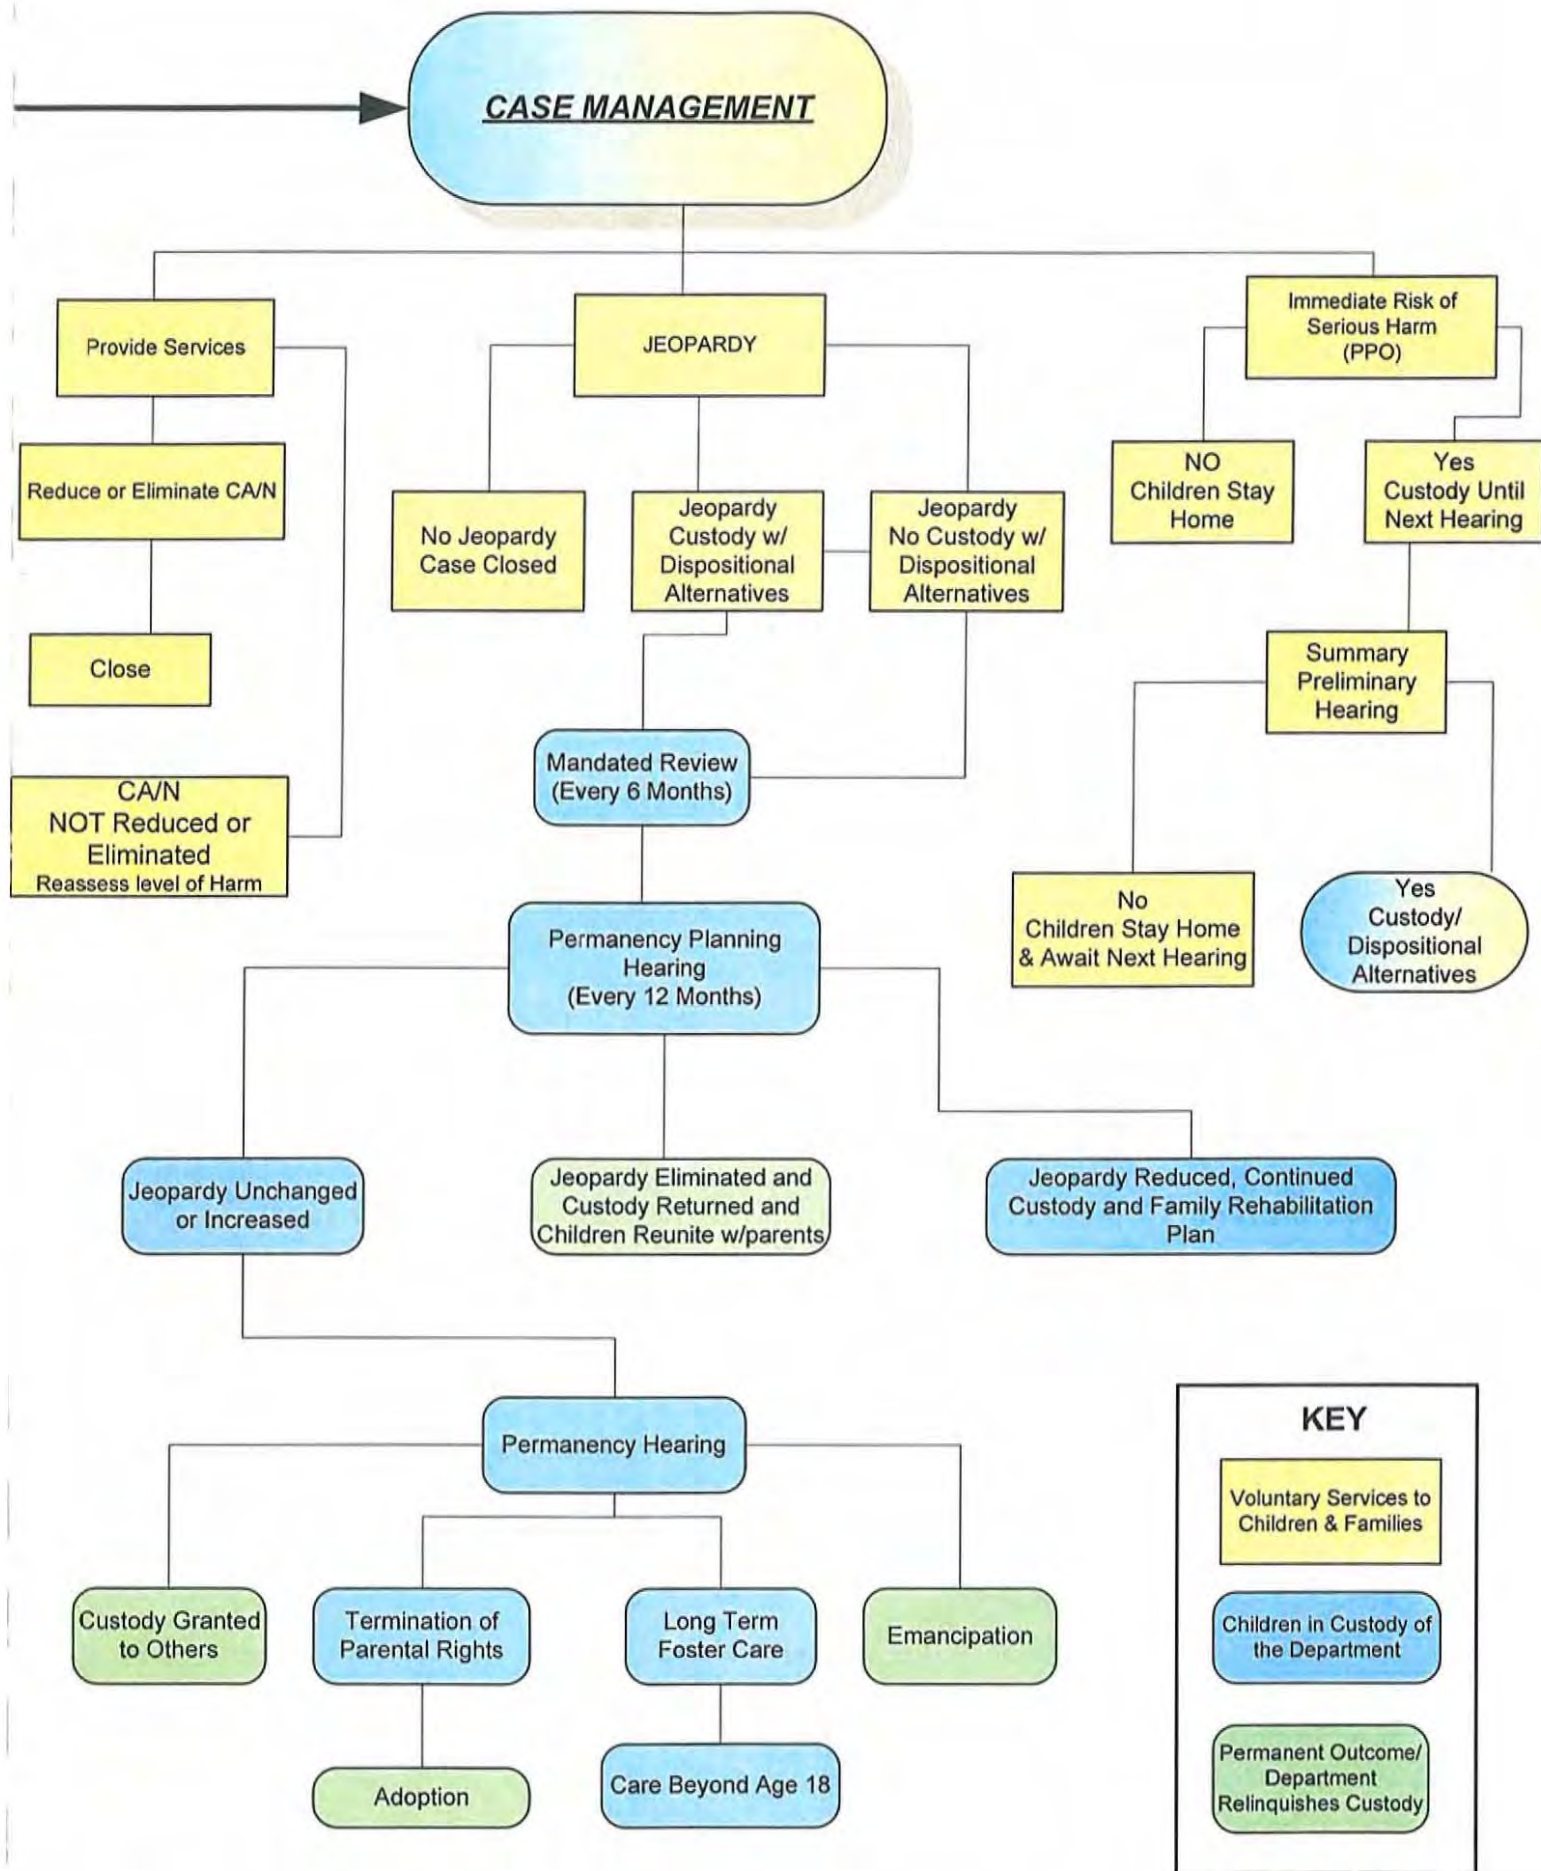 CASE MANAGEMENT
Provide Services
JEOPARDY
Immediate Risk of
Serious Harm
(PPO)
Reduce or Eliminate CA/N
No Jeopardy
Case Closed
Jeopardy
Custody w/
Dispositional
Alternatives
Jeopardy
No Custody w/
Dispositional
Alternatives
NO
Children Stay
Home
Yes
Custody Until
Next Hearing
Close
Summary
Preliminary
Hearing
Mandated Review
(Every 6 Months)
CA/N
NOT Reduced or
Eliminated
Reassess level of Harm
No
Children Stay Home
& Await Next Hearing
Yes
Custody/
Dispositional
Alternatives
Permanency Planning
Hearing
(Every 12 Months)
Jeopardy Unchanged
or Increased
Jeopardy Eliminated and
Custody Returned and
Children Reunite w/parents
Jeopardy Reduced, Continued
Custody and Family Rehabilitation
Plan
Permanency Hearing
Custody Granted
to Others
Termination of
Parental Rights
Long Term
Foster Care
Emancipation
Adoption
Care Beyond Age 18
KEY
Voluntary Services to
Children & Families
Children in Custody of
the Department
Permanent Outcome/
Department
Relinquishes Custody